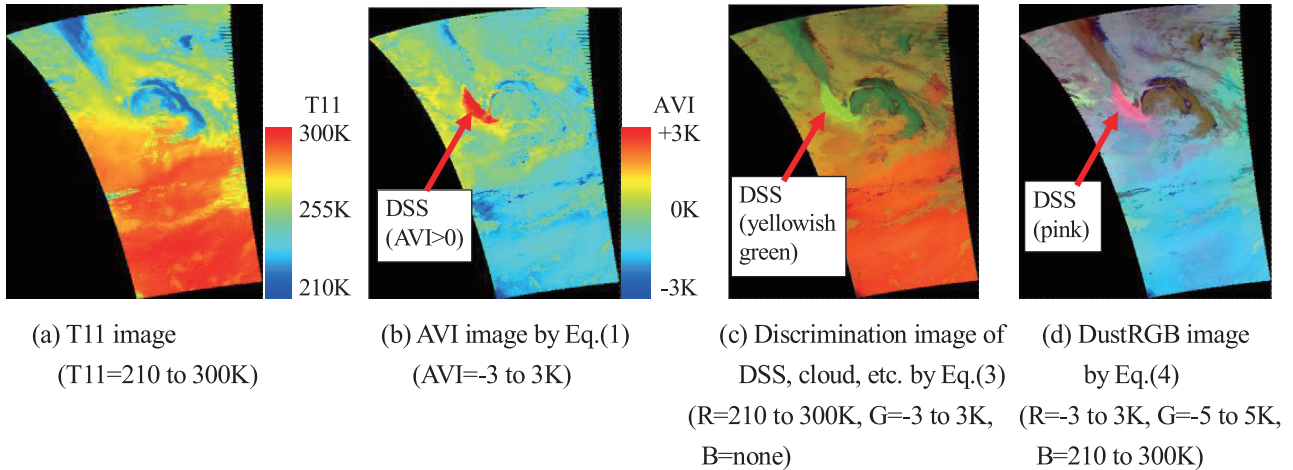 T11
300K
255K
210K
DSS
(AVI>0)
AVI
+3K
0K
-3K
DSS
(yellowish
green)
DSS
(pink)
(a) T11 image
(T11=210 to 300K)
(b) AVI image by Eq.(1)
(AVI=-3 to 3K)
(c) Discrimination image of
DSS, cloud, etc. by Eq.(3)
(R=210 to 300K, G=-3 to 3K,
B=none)
(d) DustRGB image
by Eq.(4)
(R=-3 to 3K, G=-5 to 5K,
B=210 to 300K)